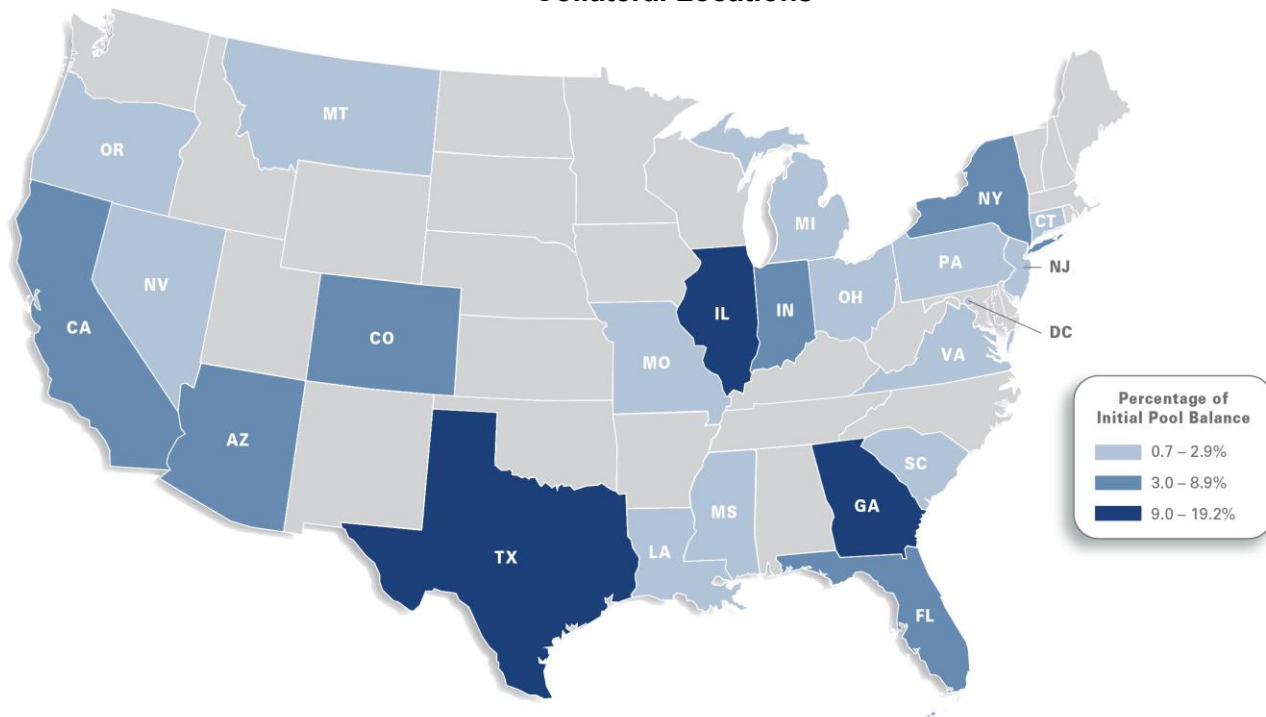 Collateral Locations
MT
OR
NY
MI
CT
PA
NJ
NV
OH
IL
IN
CA
CO
DC
MO
VA
AZ
SC
MS
GA
LA
TX
FL
Percentage of
Initial Pool Balance
0.7 – 2.9%
3.0 – 8.9%
9.0 – 19.2%